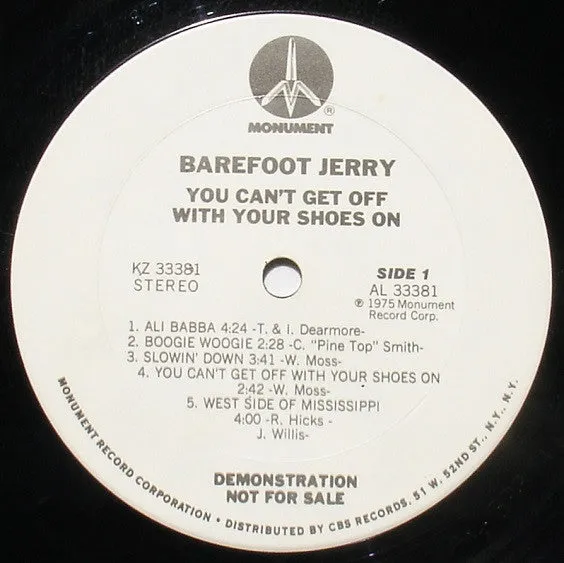 ®
MONUMENT
BAREFOOT JERRY
YOU CAN'T GET OFF
WITH YOUR SHOES ON
KZ 33381
STEREO
SIDE 1
AL 33381
℗ 1975 Monument
Record Corp.
1. ALI BABBA 4:24 -T. & I. Dearmore-
2. BOOGIE WOOGIE 2:28 -C. "Pine Top" Smith-
3. SLOWIN' DOWN 3:41 -W. Moss-
4. YOU CAN'T GET OFF WITH YOUR SHOES ON
2:42 -W. Moss-
5. WEST SIDE OF MISSISSIPPI
4:00 -R. Hicks -
J. Willis-
DEMONSTRATION
NOT FOR SALE
MONUMENT RECORD CORPORATION • DISTRIBUTED BY CBS RECORDS, 51 W. 52ND ST., N.Y., N.Y.